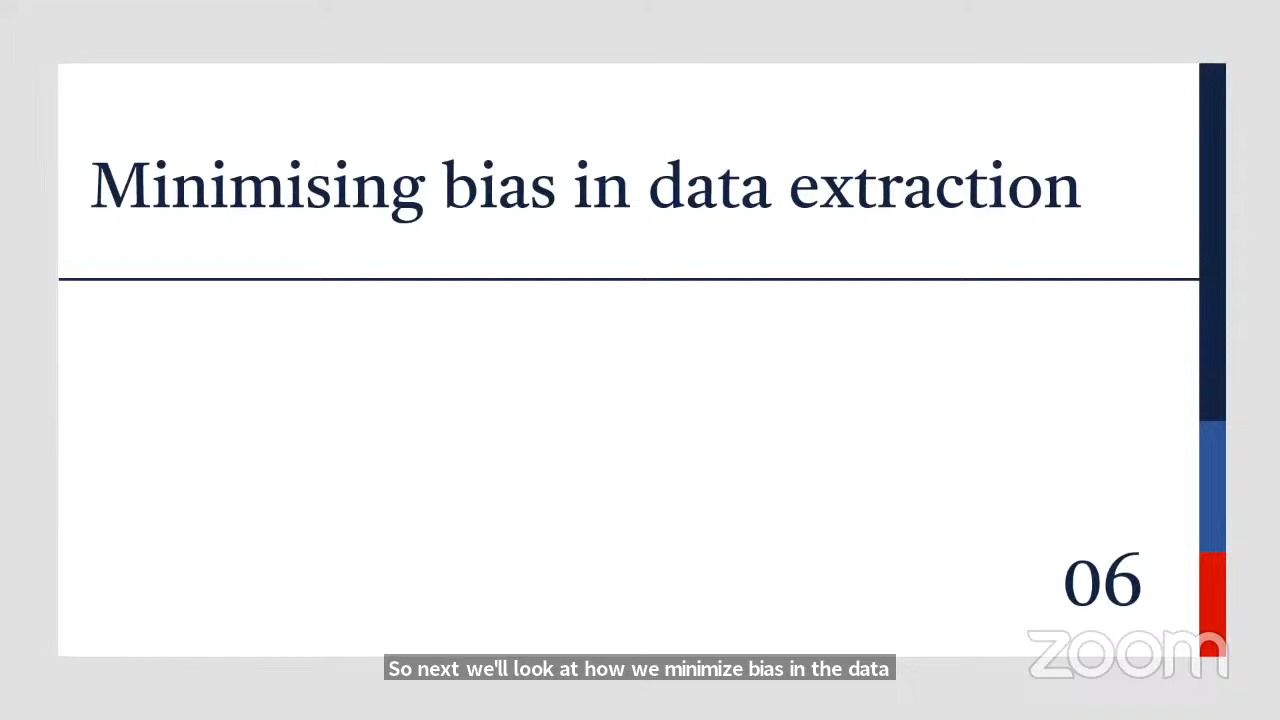 Minimising bias in data extraction
06
zoom
So next we'll look at how we minimize bias in the data